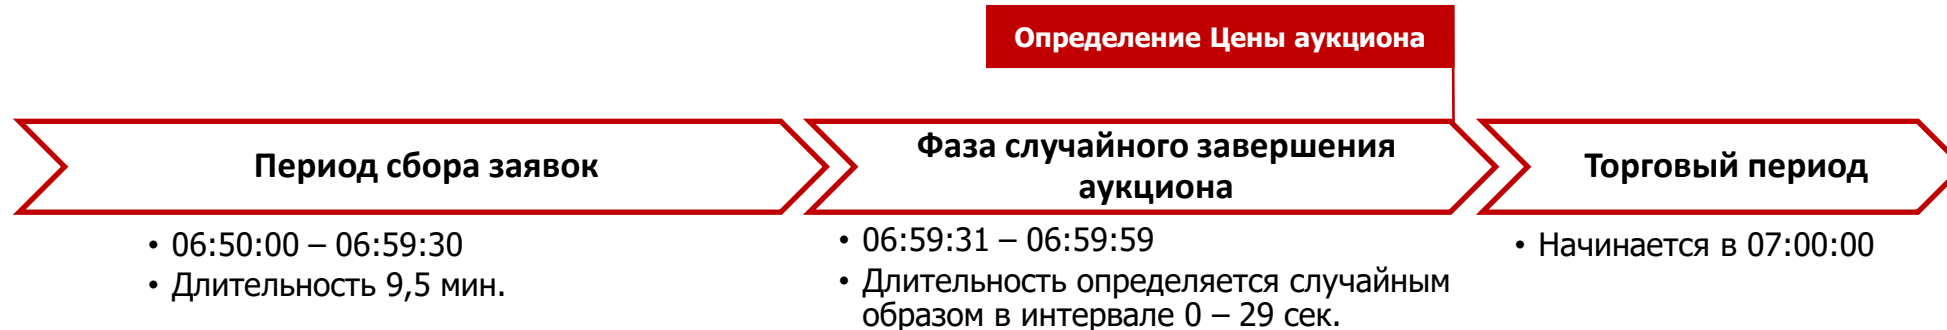 Определение Цены аукциона
Период сбора заявок
• 06:50:00 – 06:59:30
• Длительность 9,5 мин.
Фаза случайного завершения
аукциона
• 06:59:31 – 06:59:59
• Длительность определяется случайным
образом в интервале 0 – 29 сек.
Торговый период
• Начинается в 07:00:00